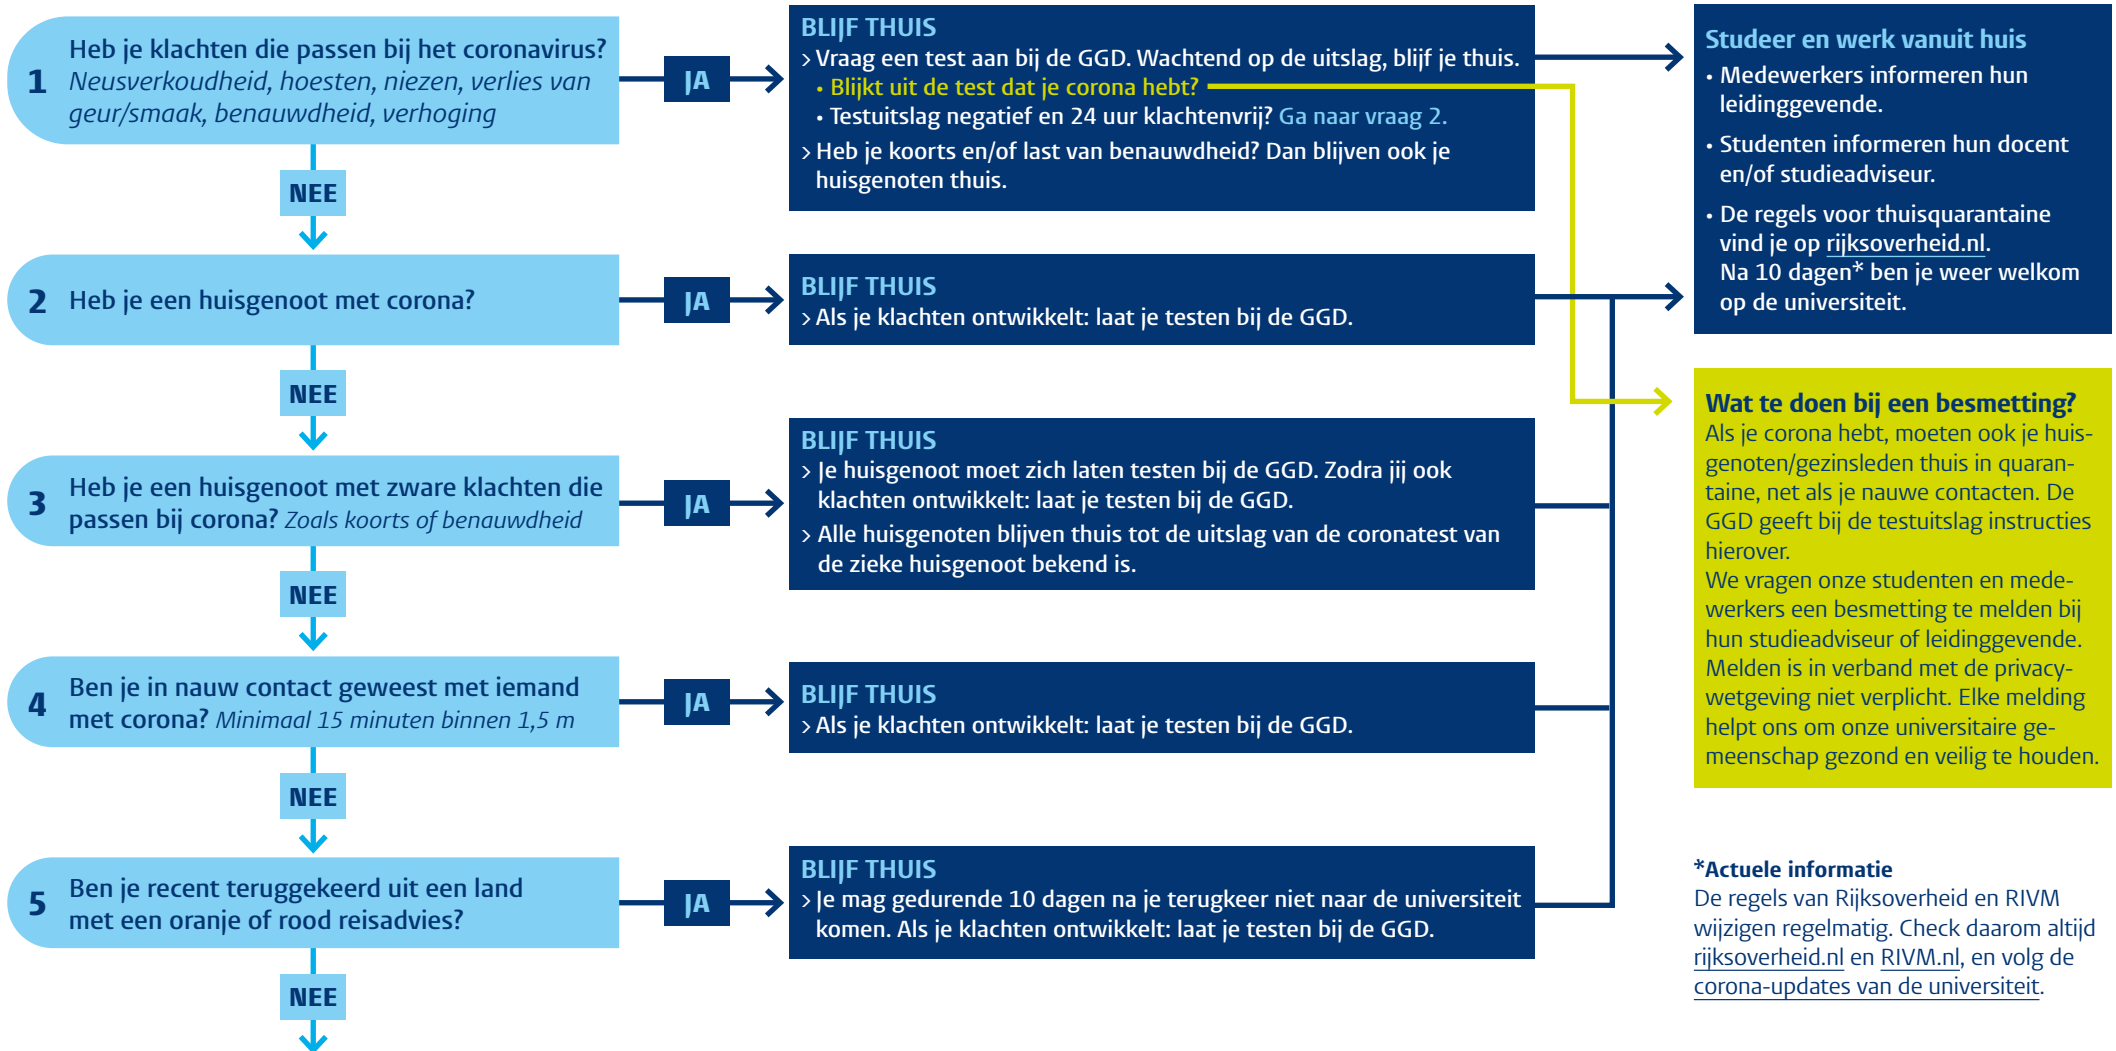 1
Heb je klachten die passen bij het coronavirus?
Neusverkoudheid, hoesten, niezen, verlies van
geur/smaak, benauwdheid, verhoging
JA
BLIJF THUIS
› Vraag een test aan bij de GGD. Wachtend op de uitslag, blijf je thuis.
• Blijkt uit de test dat je corona hebt?
• Testuitslag negatief en 24 uur klachtenvrij? Ga naar vraag 2.
› Heb je koorts en/of last van benauwdheid? Dan blijven ook je
huisgenoten thuis.
NEE
2
Heb je een huisgenoot met corona?
JA
BLIJF THUIS
› Als je klachten ontwikkelt: laat je testen bij de GGD.
NEE
3
Heb je een huisgenoot met zware klachten die
passen bij corona? Zoals koorts of benauwdheid
JA
BLIJF THUIS
› Je huisgenoot moet zich laten testen bij de GGD. Zodra jij ook
klachten ontwikkelt: laat je testen bij de GGD.
› Alle huisgenoten blijven thuis tot de uitslag van de coronatest van
de zieke huisgenoot bekend is.
NEE
4
Ben je in nauw contact geweest met iemand
met corona? Minimaal 15 minuten binnen 1,5 m
JA
BLIJF THUIS
› Als je klachten ontwikkelt: laat je testen bij de GGD.
NEE
5
Ben je recent teruggekeerd uit een land
met een oranje of rood reisadvies?
JA
BLIJF THUIS
› Je mag gedurende 10 dagen na je terugkeer niet naar de universiteit
komen. Als je klachten ontwikkelt: laat je testen bij de GGD.
NEE
Studeer en werk vanuit huis
• Medewerkers informeren hun
leidinggevende.
• Studenten informeren hun docent
en/of studieadviseur.
• De regels voor thuisquarantaine
vind je op rijksoverheid.nl.
Na 10 dagen* ben je weer welkom
op de universiteit.
Wat te doen bij een besmetting?
Als je corona hebt, moeten ook je huis-
genoten/gezinsleden thuis in quaran-
taine, net als je nauwe contacten. De
GGD geeft bij de testuitslag instructies
hierover.
We vragen onze studenten en mede-
werkers een besmetting te melden bij
hun studieadviseur of leidinggevende.
Melden is in verband met de privacy-
wetgeving niet verplicht. Elke melding
helpt ons om onze universitaire ge-
meenschap gezond en veilig te houden.
*Actuele informatie
De regels van Rijksoverheid en RIVM
wijzigen regelmatig. Check daarom altijd
rijksoverheid.nl en RIVM.nl, en volg de
corona-updates van de universiteit.